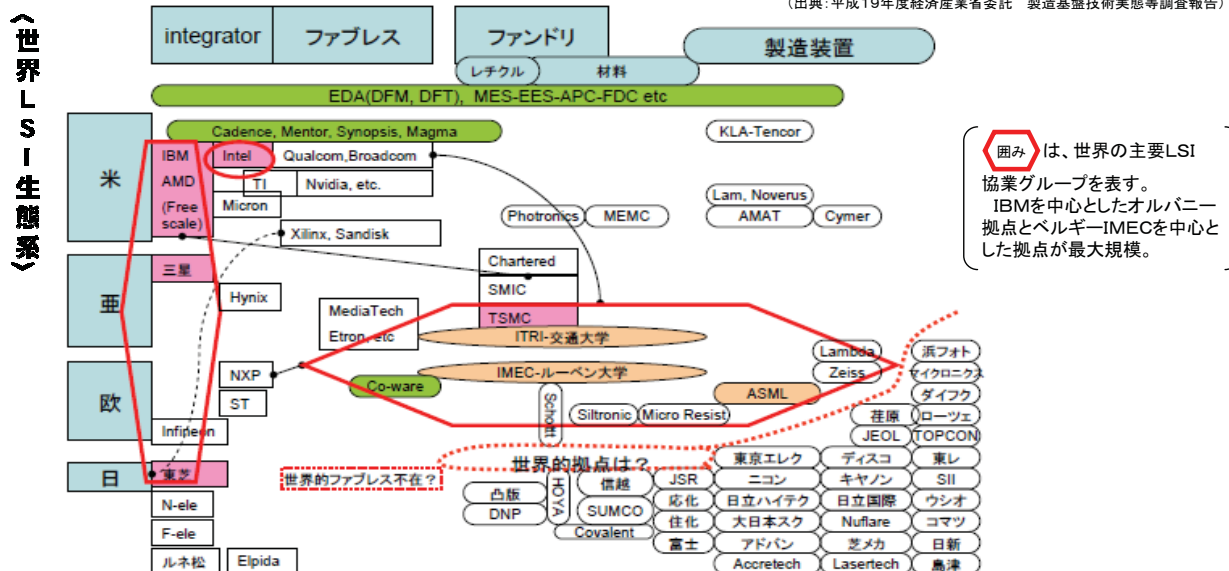 (出典:平成19年度経済産業省委託 製造基盤技術実態等調査報告)
〈世界LSI生態系〉
integrator
ファブレス
ファンドリ
製造装置
レチクル
材料
EDA(DFM, DFT), MES-EES-APC-FDC etc
米
Cadence, Mentor, Synopsis, Magma
KLA-Tencor
IBM
AMD
(Free
scale)
Intel
Qualcom,Broadcom
TI
Nvidia, etc.
Micron
Lam, Noverus
Photronics
MEMC
AMAT
Cymer
Xilinx, Sandisk
囲み は、世界の主要LSI
協業グループを表す。
IBMを中心としたオルバニー
拠点とベルギーIMECを中心と
した拠点が最大規模。
亜
三星
Hynix
Chartered
SMIC
TSMC
MediaTech
Etron, etc
ITRI-交通大学
欧
NXP
ST
Infineon
IMEC-ルーベン大学
Co-ware
ASML
Lambda
Zeiss
Schott
Siltronic
Micro Resist
浜フォト
マイクロニクス
ダイフク
荏原
ローツェ
JEOL
TOPCON
日
東芝
世界的ファブレス不在?
世界的拠点は?
N-ele
F-ele
ルネ松
Elpida
凸版
DNP
HOYA
信越
SUMCO
Covalent
JSR
応化
住化
富士
東京エレク
ディスコ
東レ
ニコン
キヤノン
SII
日立ハイテク
日立国際
ウシオ
大日本スク
Nuflare
コマツ
アドバン
芝メカ
日新
Accretech
Lasertech
島津